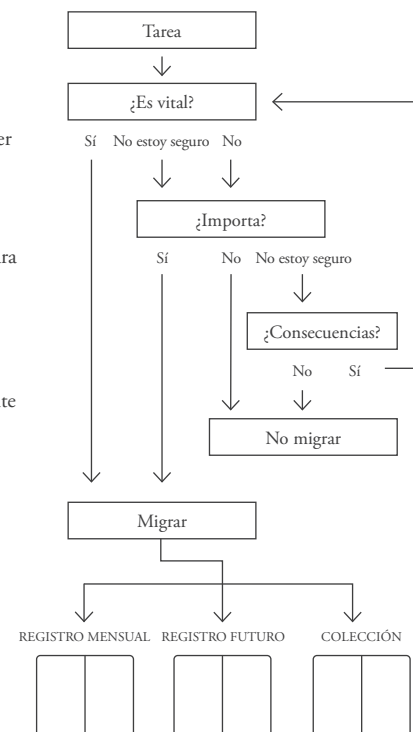 Tarea
¿Es vital?
Sí No estoy seguro No
¿Importa?
Sí No No estoy seguro
¿Consecuencias?
No Sí
No migrar
Migrar
REGISTRO MENSUAL REGISTRO FUTURO COLECCIÓN